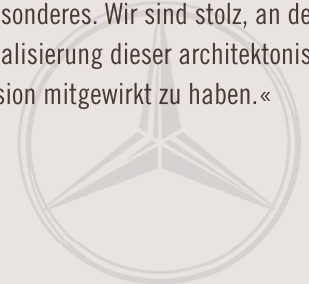 sonderes. Wir sind stolz, an de
alisierung dieser architektonis
sion mitgewirkt zu haben.«